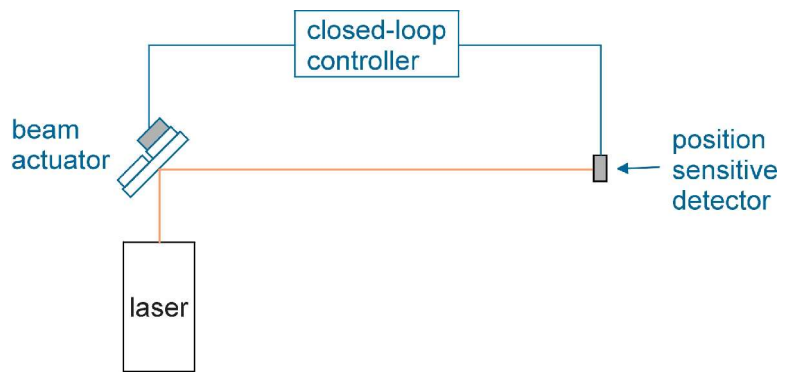 closed-loop
controller
beam
actuator
position
sensitive
detector
laser